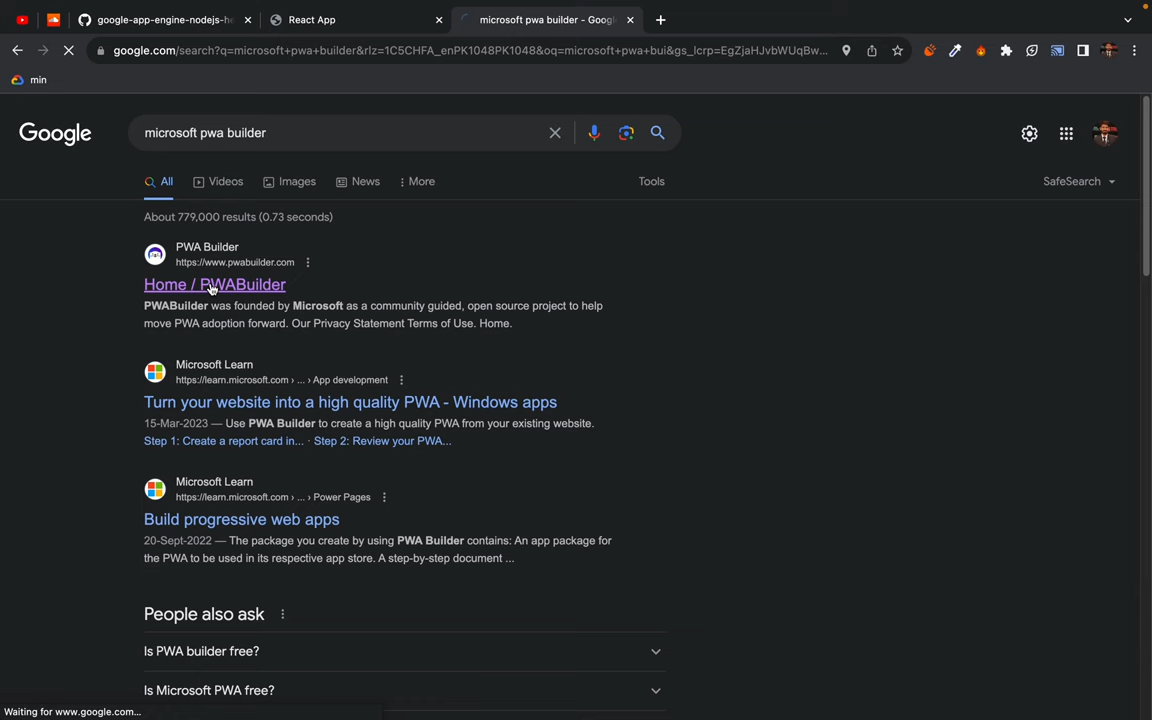 google-app-engine-nodejs-he
React App
microsoft pwa builder - Goog
google.com/search?q=microsoft+pwa+builder&rlz=1C5CHFA_enPK1048PK1048&oq=microsoft+pwa+bui&gs_lcrp=EgZjaHJvbWUqBw...
min
Google
microsoft pwa builder
All
Videos
Images
News
More
Tools
SafeSearch
About 779,000 results (0.73 seconds)
PWA Builder
https://www.pwabuilder.com
Home / PWABuilder
PWABuilder was founded by Microsoft as a community guided, open source project to help
move PWA adoption forward. Our Privacy Statement Terms of Use. Home.
Microsoft Learn
https://learn.microsoft.com › ... › App development
Turn your website into a high quality PWA - Windows apps
15-Mar-2023 — Use PWA Builder to create a high quality PWA from your existing website.
Step 1: Create a report card in... · Step 2: Review your PWA...
Microsoft Learn
https://learn.microsoft.com › ... › Power Pages
Build progressive web apps
20-Sept-2022 — The package you create by using PWA Builder contains: An app package for
the PWA to be used in its respective app store. A step-by-step document ...
People also ask
Is PWA builder free?
Is Microsoft PWA free?
Waiting for www.google.com...